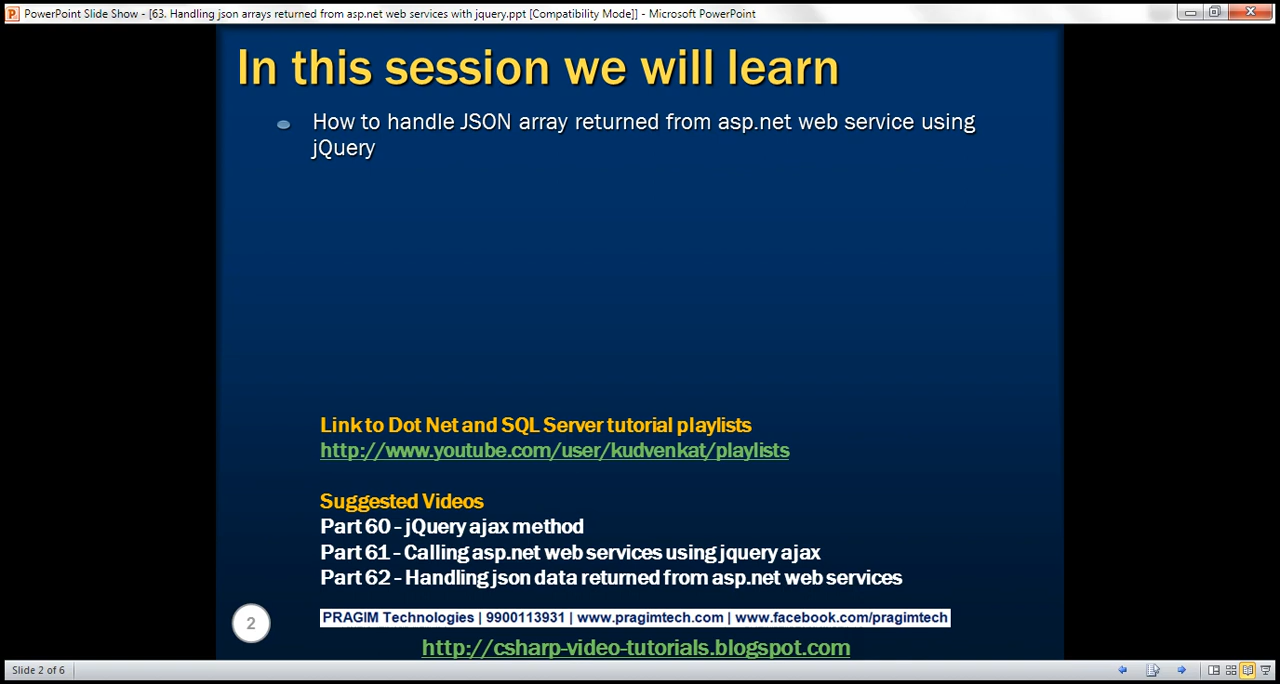 PowerPoint Slide Show - [63. Handling json arrays returned from asp.net web services with jquery.ppt [Compatibility Mode]] - Microsoft PowerPoint
In this session we will learn
How to handle JSON array returned from asp.net web service using
jQuery
Link to Dot Net and SQL Server tutorial playlists
http://www.youtube.com/user/kudvenkat/playlists
Suggested Videos
Part 60 - jQuery ajax method
Part 61 - Calling asp.net web services using jquery ajax
Part 62 - Handling json data returned from asp.net web services
2
PRAGIM Technologies | 9900113931 | www.pragimtech.com | www.facebook.com/pragimtech
http://csharp-video-tutorials.blogspot.com
Slide 2 of 6